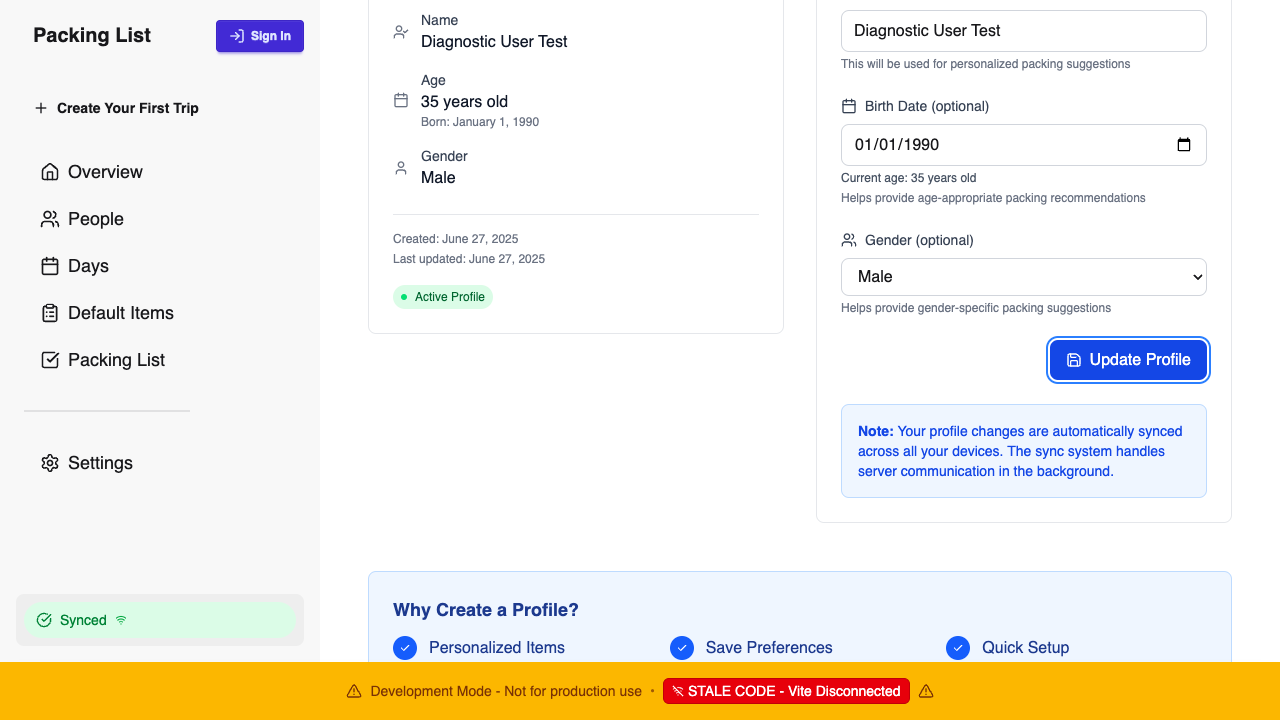 Packing List
Sign In
Create Your First Trip
Overview
People
Days
Default Items
Packing List
Settings
Synced
Name
Diagnostic User Test
Age
35 years old
Born: January 1, 1990
Gender
Male
Created: June 27, 2025
Last updated: June 27, 2025
Active Profile
Diagnostic User Test
This will be used for personalized packing suggestions
Birth Date (optional)
01/01/1990
Current age: 35 years old
Helps provide age-appropriate packing recommendations
Gender (optional)
Male
Helps provide gender-specific packing suggestions
Update Profile
Note: Your profile changes are automatically synced
across all your devices. The sync system handles
server communication in the background.
Why Create a Profile?
Personalized Items
Save Preferences
Quick Setup
Development Mode - Not for production use • STALE CODE - Vite Disconnected